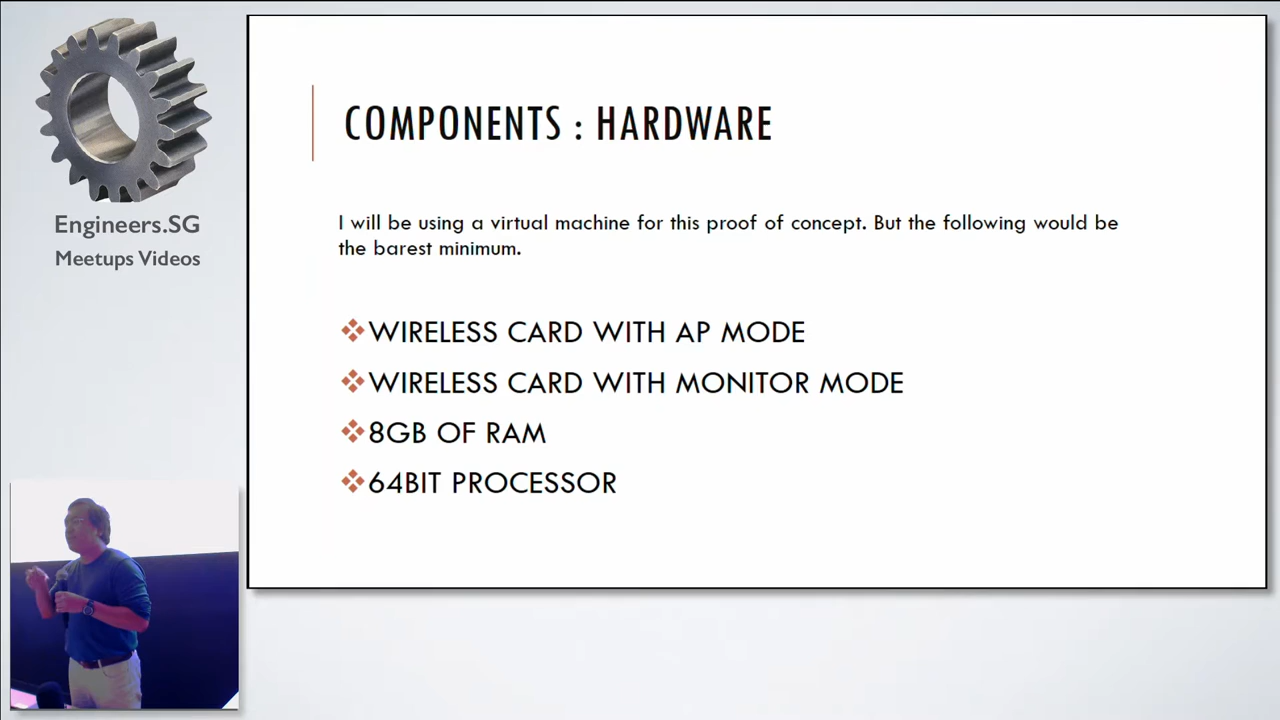 Engineers.SG
Meetups Videos
COMPONENTS : HARDWARE
I will be using a virtual machine for this proof of concept. But the following would be
the barest minimum.
WIRELESS CARD WITH AP MODE
WIRELESS CARD WITH MONITOR MODE
8GB OF RAM
64BIT PROCESSOR